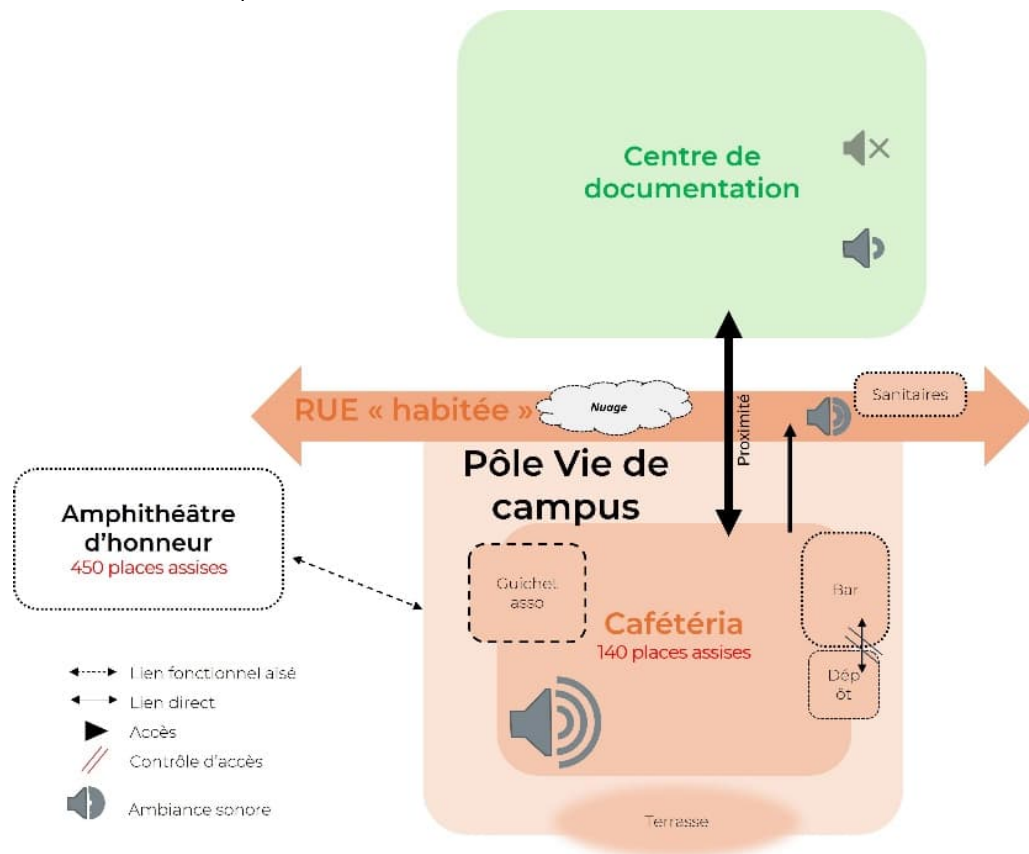 Centre de
documentation
RUE « habitée »
Nuage
Proximité
Sanitaires
Pôle Vie de
campus
Amphithéâtre
d'honneur
450 places assises
Guichet
asso
Bar
Cafétéria
140 places assises
Dép
ôt
Lien fonctionnel aisé
Lien direct
Accès
Contrôle d'accès
Ambiance sonore
Terrasse